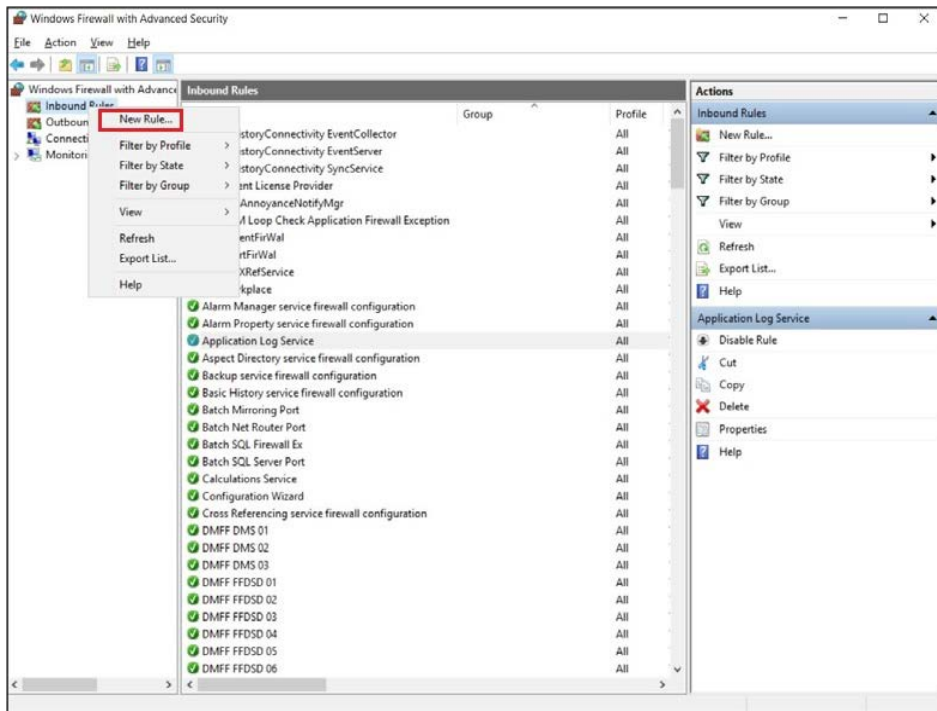 Windows Firewall with Advanced Security
File Action View Help
Windows Firewall with Advance
Inbound Rules
Outboun
Connecti
Monitori
New Rule...
Filter by Profile
Filter by State
Filter by Group
View
Refresh
Export List...
Help
Inbound Rules
Group Profile
storyConnectivity EventCollector All
storyConnectivity EventServer All
storyConnectivity SyncService All
ent License Provider All
AnnoyanceNotifyMgr All
M Loop Check Application Firewall Exception All
entFirWal All
rtFirWal All
XRefService All
rkplace All
Alarm Manager service firewall configuration All
Alarm Property service firewall configuration All
Application Log Service All
Aspect Directory service firewall configuration All
Backup service firewall configuration All
Basic History service firewall configuration All
Batch Mirroring Port All
Batch Net Router Port All
Batch SQL Firewall Ex All
Batch SQL Server Port All
Calculations Service All
Configuration Wizard All
Cross Referencing service firewall configuration All
DMFF DMS 01 All
DMFF DMS 02 All
DMFF DMS 03 All
DMFF FFDSD 01 All
DMFF FFDSD 02 All
DMFF FFDSD 03 All
DMFF FFDSD 04 All
DMFF FFDSD 05 All
DMFF FFDSD 06 All
Actions
Inbound Rules
New Rule...
Filter by Profile
Filter by State
Filter by Group
View
Refresh
Export List...
Help
Application Log Service
Disable Rule
Cut
Copy
Delete
Properties
Help